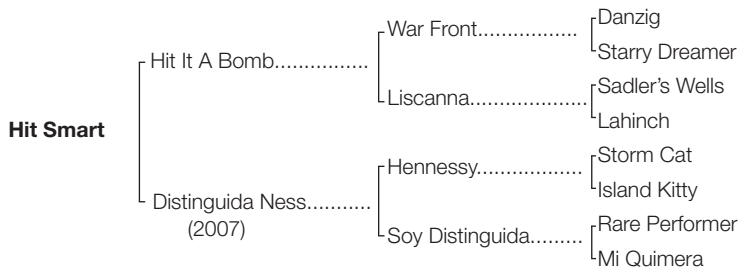 Danzig
War Front.................
Starry Dreamer
Hit It A Bomb................
Sadler's Wells
Liscanna.....................
Lahinch
Hit Smart
Storm Cat
Hennessy..................
Island Kitty
Distinguida Ness...........
(2007)
Rare Performer
Soy Distinguida.........
Mi Quimera